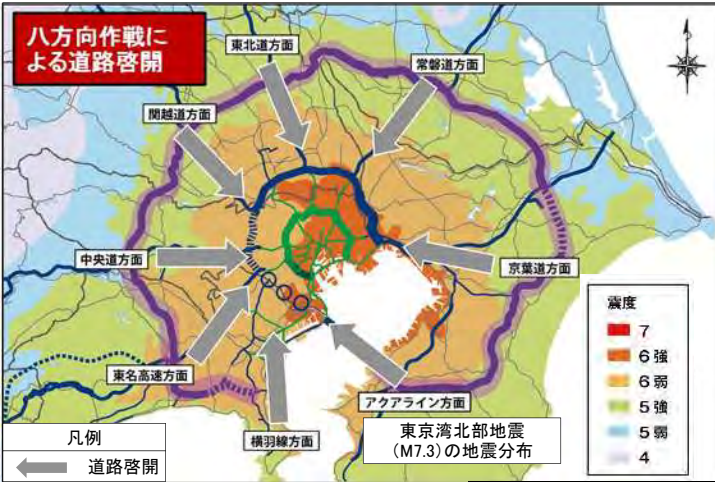 八方向作戦に
よる道路啓開
東北道方面
常磐道方面
関越道方面
中央道方面
京葉道方面
東名高速方面
アクアライン方面
横羽線方面
東京湾北部地震
(M7.3)の地震分布
凡例
道路啓開
震度
7
6強
6弱
5強
5弱
4